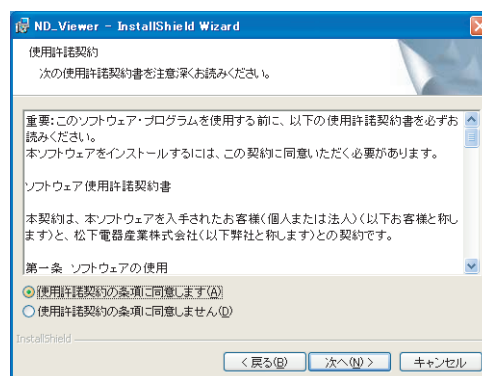 ND_Viewer - InstallShield Wizard
使用許諾契約
次の使用許諾契約書を注意深くお読みください。
重要:このソフトウェア・プログラムを使用する前に、以下の使用許諾契約書を必ずお
読みください。
本ソフトウェアをインストールするには、この契約に同意いただく必要があります。
ソフトウェア使用許諾契約書
本契約は、本ソフトウェアを入手されたお客様(個人または法人)(以下お客様と称し
ます)と、松下電器産業株式会社(以下弊社と称します)との契約です。
第一条 ソフトウェアの使用
使用許諾契約の条項に同意します(A)
使用許諾契約の条項に同意しません(D)
InstallShield
< 戻る(B) 次へ(N) > キャンセル